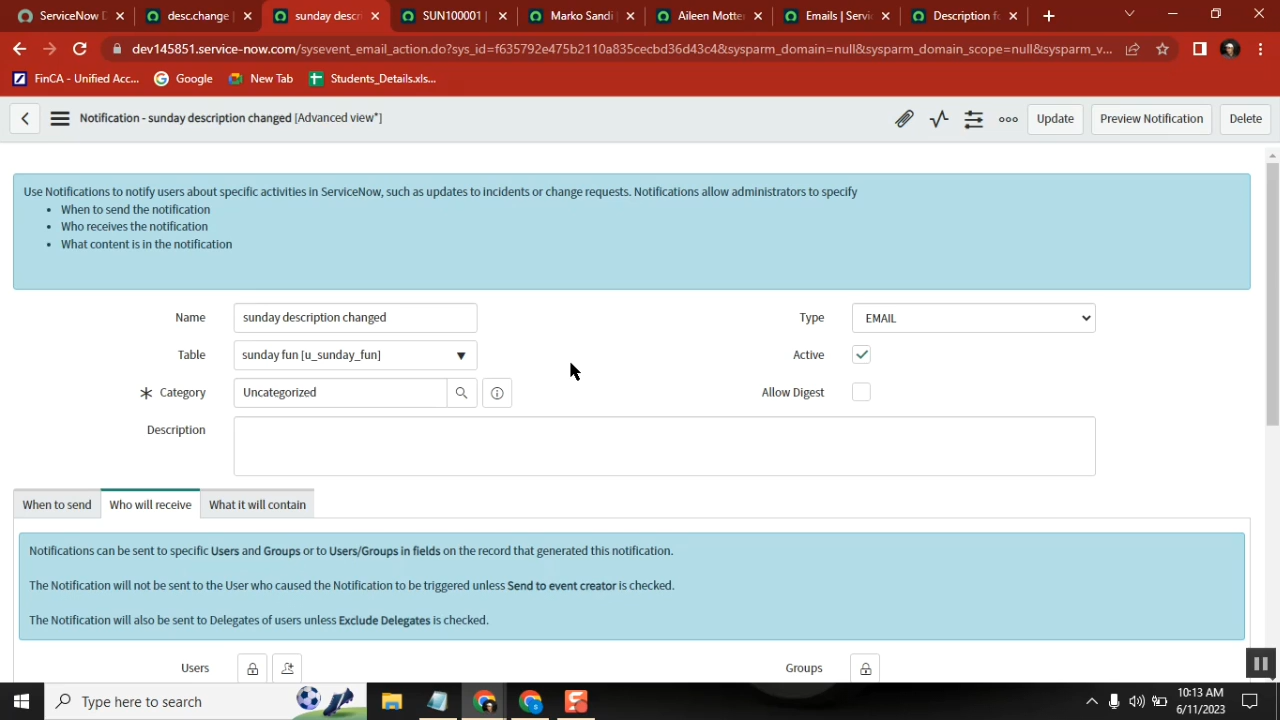 ServiceNow D
desc.change |
sunday descri
SUN100001 |
Marko Sandi
Aileen Motte
Emails | Servic
Description fo
dev145851.service-now.com/sysevent_email_action.do?sys_id=f635792e475b2110a835cecbd36d43c4&sysparm_domain=null&sysparm_domain_scope=null&sysparm_v...
FinCA - Unified Acc...
Google
New Tab
Students_Details.xls...
Notification - sunday description changed [Advanced view*]
Update
Preview Notification
Delete
Use Notifications to notify users about specific activities in ServiceNow, such as updates to incidents or change requests. Notifications allow administrators to specify
• When to send the notification
• Who receives the notification
• What content is in the notification
Name
sunday description changed
Type
EMAIL
Table
sunday fun [u_sunday_fun]
Active
* Category
Uncategorized
Allow Digest
Description
When to send
Who will receive
What it will contain
Notifications can be sent to specific Users and Groups or to Users/Groups in fields on the record that generated this notification.
The Notification will not be sent to the User who caused the Notification to be triggered unless Send to event creator is checked.
The Notification will also be sent to Delegates of users unless Exclude Delegates is checked.
Users
Groups
Type here to search
10:13 AM
6/11/2023